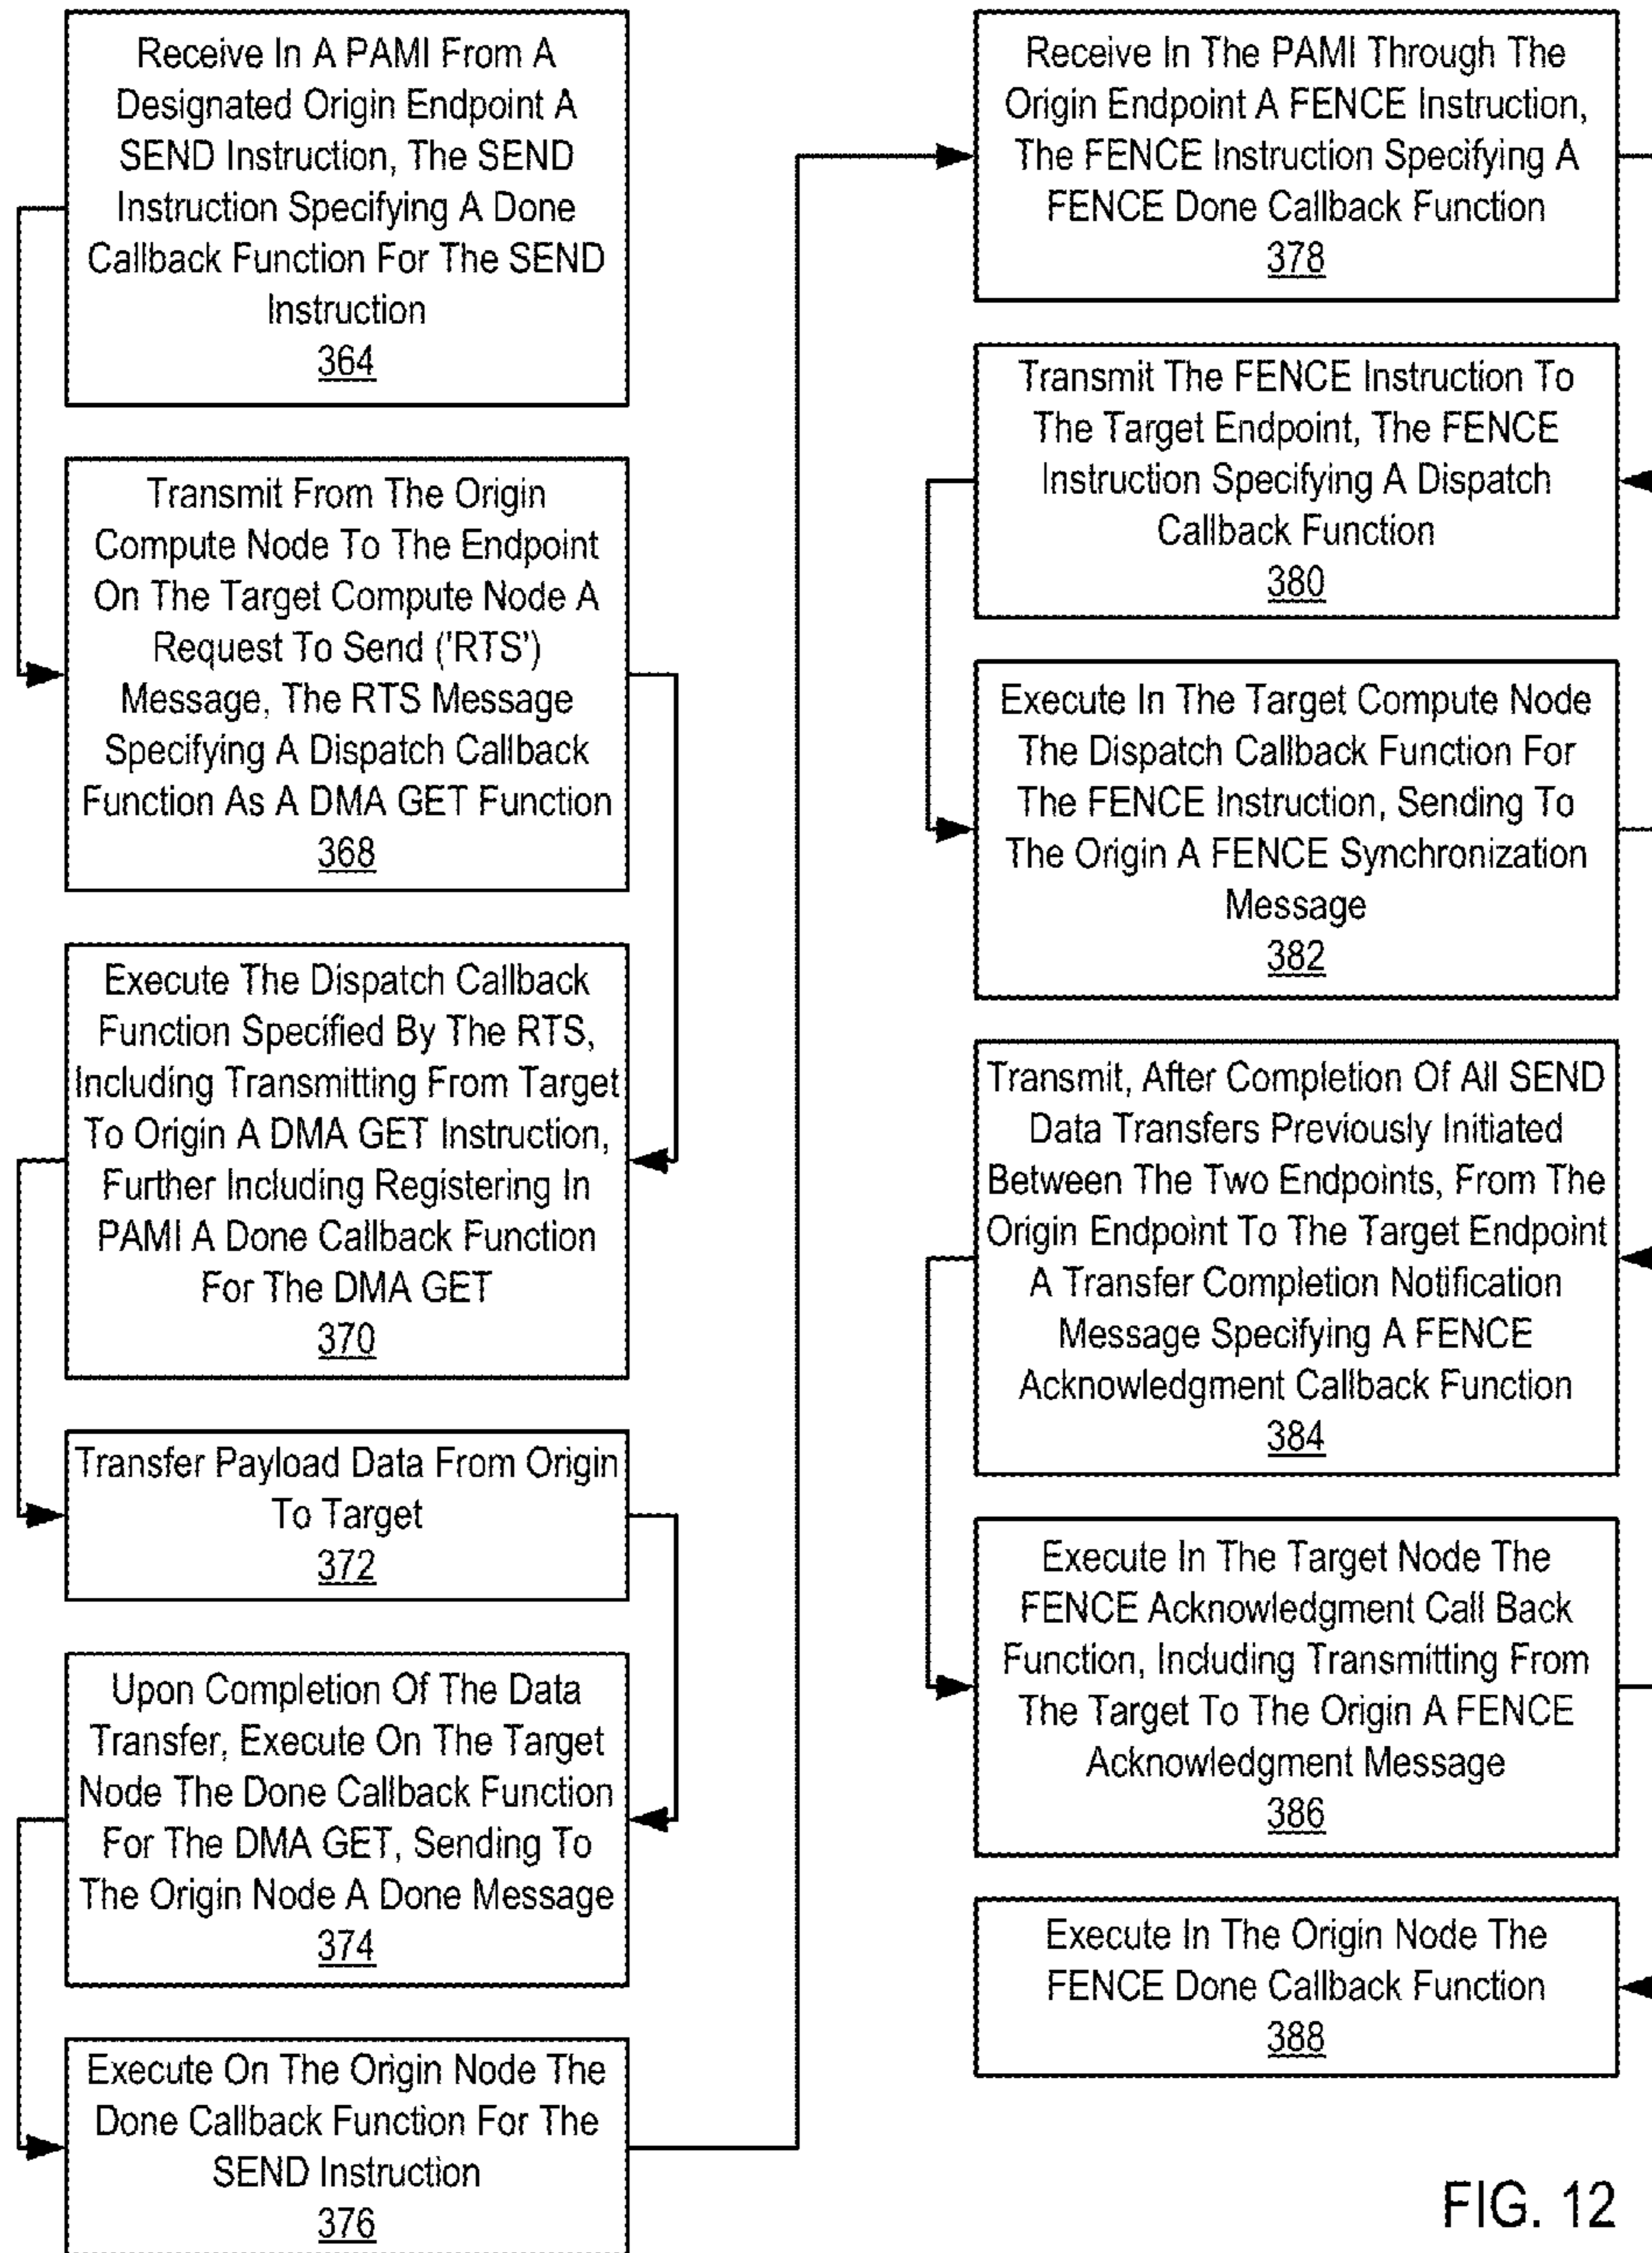 Receive In A PAMI From A
Designated Origin Endpoint A
SEND Instruction, The SEND
Instruction Specifying A Done
Callback Function For The SEND
Instruction
364
Transmit From The Origin
Compute Node To The Endpoint
On The Target Compute Node A
Request To Send ('RTS')
Message, The RTS Message
Specifying A Dispatch Callback
Function As A DMA GET Function
368
Execute The Dispatch Callback
Function Specified By The RTS,
Including Transmitting From Target
To Origin A DMA GET Instruction,
Further Including Registering In
PAMI A Done Callback Function
For The DMA GET
370
Transfer Payload Data From Origin
To Target
372
Upon Completion Of The Data
Transfer, Execute On The Target
Node The Done Callback Function
For The DMA GET, Sending To
The Origin Node A Done Message
374
Execute On The Origin Node The
Done Callback Function For The
SEND Instruction
376
Receive In The PAMI Through The
Origin Endpoint A FENCE Instruction,
The FENCE Instruction Specifying A
FENCE Done Callback Function
378
Transmit The FENCE Instruction To
The Target Endpoint, The FENCE
Instruction Specifying A Dispatch
Callback Function
380
Execute In The Target Compute Node
The Dispatch Callback Function For
The FENCE Instruction, Sending To
The Origin A FENCE Synchronization
Message
382
Transmit, After Completion Of All SEND
Data Transfers Previously Initiated
Between The Two Endpoints, From The
Origin Endpoint To The Target Endpoint
A Transfer Completion Notification
Message Specifying A FENCE
Acknowledgment Callback Function
384
Execute In The Target Node The
FENCE Acknowledgment Call Back
Function, Including Transmitting From
The Target To The Origin A FENCE
Acknowledgment Message
386
Execute In The Origin Node The
FENCE Done Callback Function
388
FIG. 12